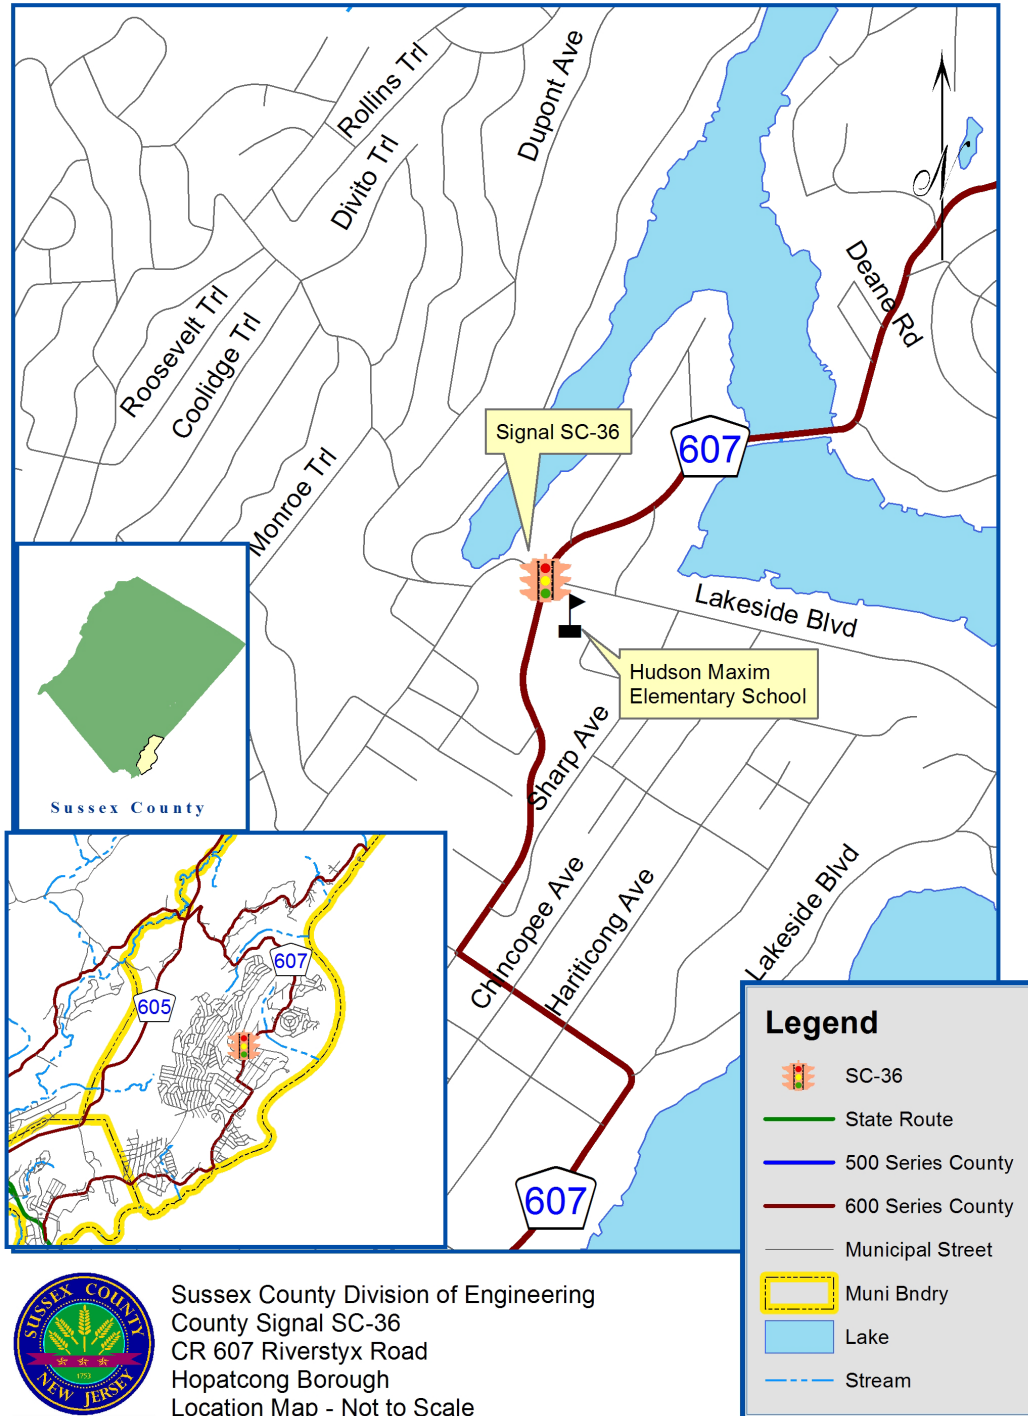 Rollins Trl
Dupont Ave
Divito Trl
Deane Rd
Roosevelt Trl
Coolidge Trl
Monroe Trl
Signal SC-36
607
Lakeside Blvd
Hudson Maxim
Elementary School
Sharp Ave
Chincopee Ave
Hariticong Ave
Lakeside Blvd
607
Sussex County
607
605
Legend
SC-36
State Route
500 Series County
600 Series County
Municipal Street
Muni Bndry
Lake
Stream
SUSSEX COUNTY
1753
NEW JERSEY
Sussex County Division of Engineering
County Signal SC-36
CR 607 Riverstyx Road
Hopatcong Borough
Location Map - Not to Scale